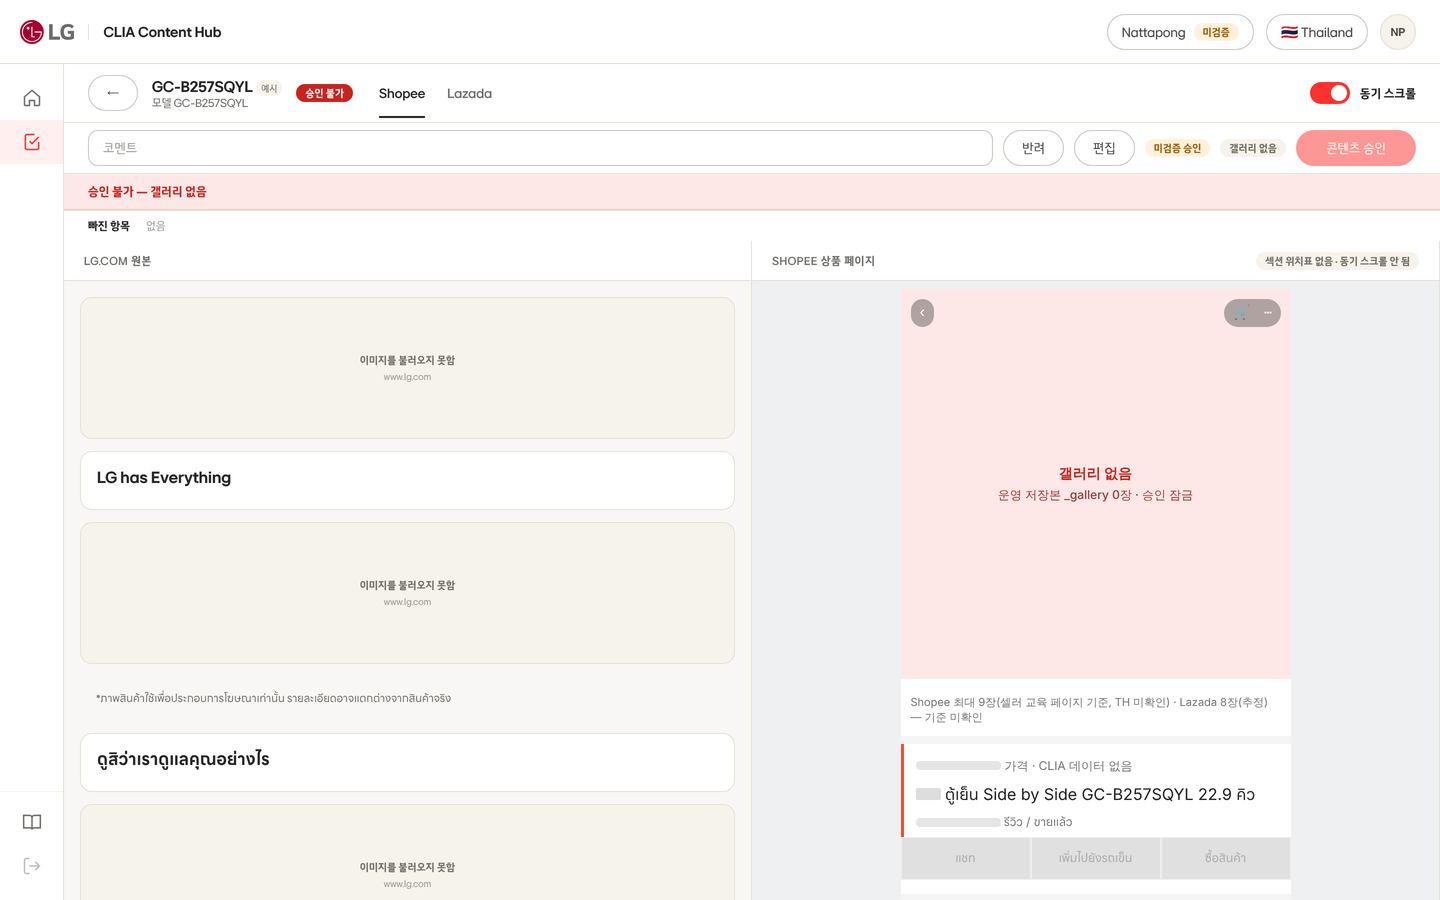 LG CLIA Content Hub
Nattapong 미검증
Thailand
NP
GC-B257SQYL 예시
모델 GC-B257SQYL
승인 불가
Shopee Lazada
동기 스크롤
코멘트
반려 편집 미검증 승인 갤러리 없음 콘텐츠 승인
승인 불가 — 갤러리 없음
빠진 항목 없음
LG.COM 원본
이미지를 불러오지 못함
www.lg.com
LG has Everything
이미지를 불러오지 못함
www.lg.com
*ภาพสินค้าใช้เพื่อประกอบการโฆษณาเท่านั้น รายละเอียดอาจแตกต่างจากสินค้าจริง
ดูสิว่าเราดูแลคุณอย่างไร
이미지를 불러오지 못함
www.lg.com
SHOPEE 상품 페이지
섹션 위치표 없음 · 동기 스크롤 안 됨
갤러리 없음
운영 저장본 _gallery 0장 · 승인 잠금
Shopee 최대 9장(셀러 교육 페이지 기준, TH 미확인) · Lazada 8장(추정)
— 기준 미확인
가격 · CLIA 데이터 없음
ตู้เย็น Side by Side GC-B257SQYL 22.9 คิว
รีวิว / ขายแล้ว
แชท เพิ่มไปยังรถเข็น ซื้อสินค้า